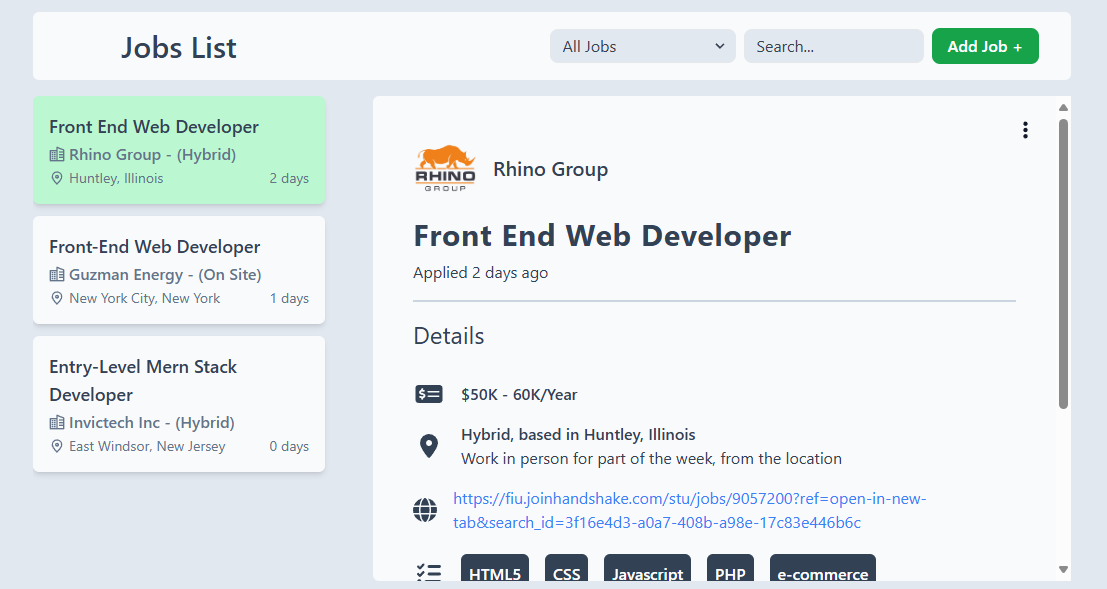 Jobs List
All Jobs
Search...
Add Job +
Front End Web Developer
Rhino Group - (Hybrid)
Huntley, Illinois
2 days
Front-End Web Developer
Guzman Energy - (On Site)
New York City, New York
1 days
Entry-Level Mern Stack
Developer
Invictech Inc - (Hybrid)
East Windsor, New Jersey
0 days
RHINO
GROUP
Rhino Group
Front End Web Developer
Applied 2 days ago
Details
$50K - 60K/Year
Hybrid, based in Huntley, Illinois
Work in person for part of the week, from the location
https://fiu.joinhandshake.com/stu/jobs/9057200?ref=open-in-new-
tab&search_id=3f16e4d3-a0a7-408b-a98e-17c83e446b6c
HTML5
CSS
Javascript
PHP
e-commerce